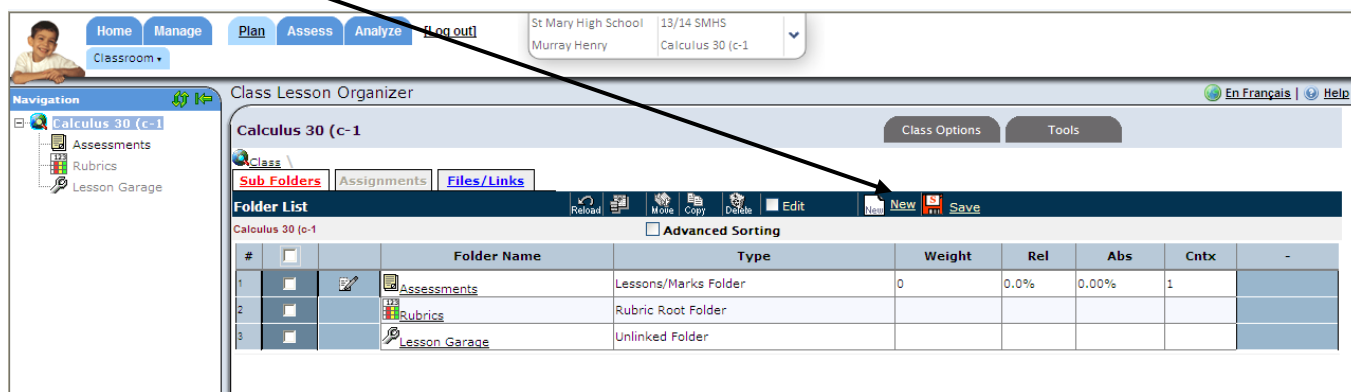 Home Manage Plan Assess Analyze [Log out]
St Mary High School 13/14 SMHS
Murray Henry Calculus 30 (c-1
Classroom
Navigation
Calculus 30 (c-1
Assessments
Rubrics
Lesson Garage
Class Lesson Organizer
En Français | Help
Calculus 30 (c-1
Class Options Tools
Class \
Sub Folders Assignments Files/Links
Folder List Reload Move Copy Delete Edit New New Save
Calculus 30 (c-1 Advanced Sorting
# Folder Name Type Weight Rel Abs Cntx -
1 Assessments Lessons/Marks Folder 0 0.0% 0.00% 1
2 Rubrics Rubric Root Folder
3 Lesson Garage Unlinked Folder